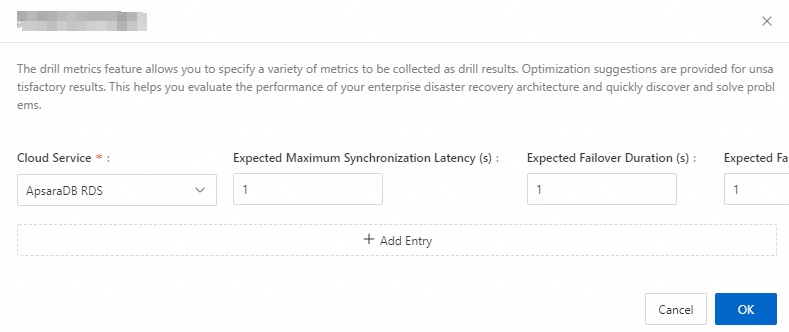 The drill metrics feature allows you to specify a variety of metrics to be collected as drill results. Optimization suggestions are provided for unsa
tisfactory results. This helps you evaluate the performance of your enterprise disaster recovery architecture and quickly discover and solve probl
ems.
Cloud Service * : Expected Maximum Synchronization Latency (s) : Expected Failover Duration (s) : Expected Fa
ApsaraDB RDS 1 1 1
+ Add Entry
Cancel OK